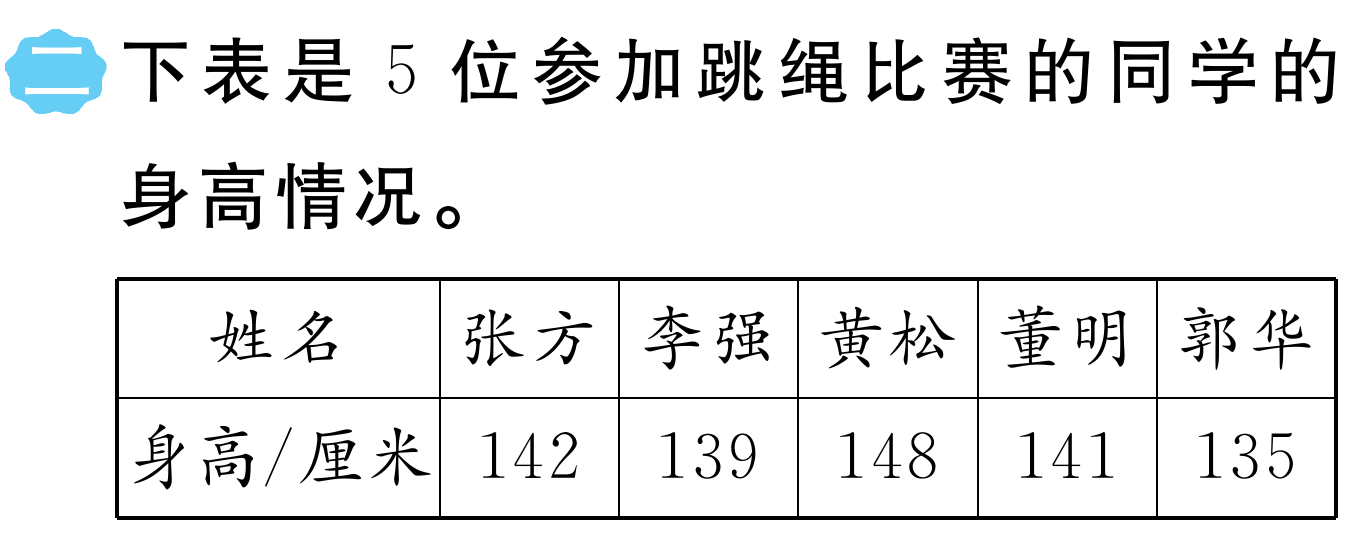 二 下表是 5 位参加跳绳比赛的同学的
身高情况。
姓名 张方 李强 黄松 董明 郭华
身高/厘米 142 139 148 141 135